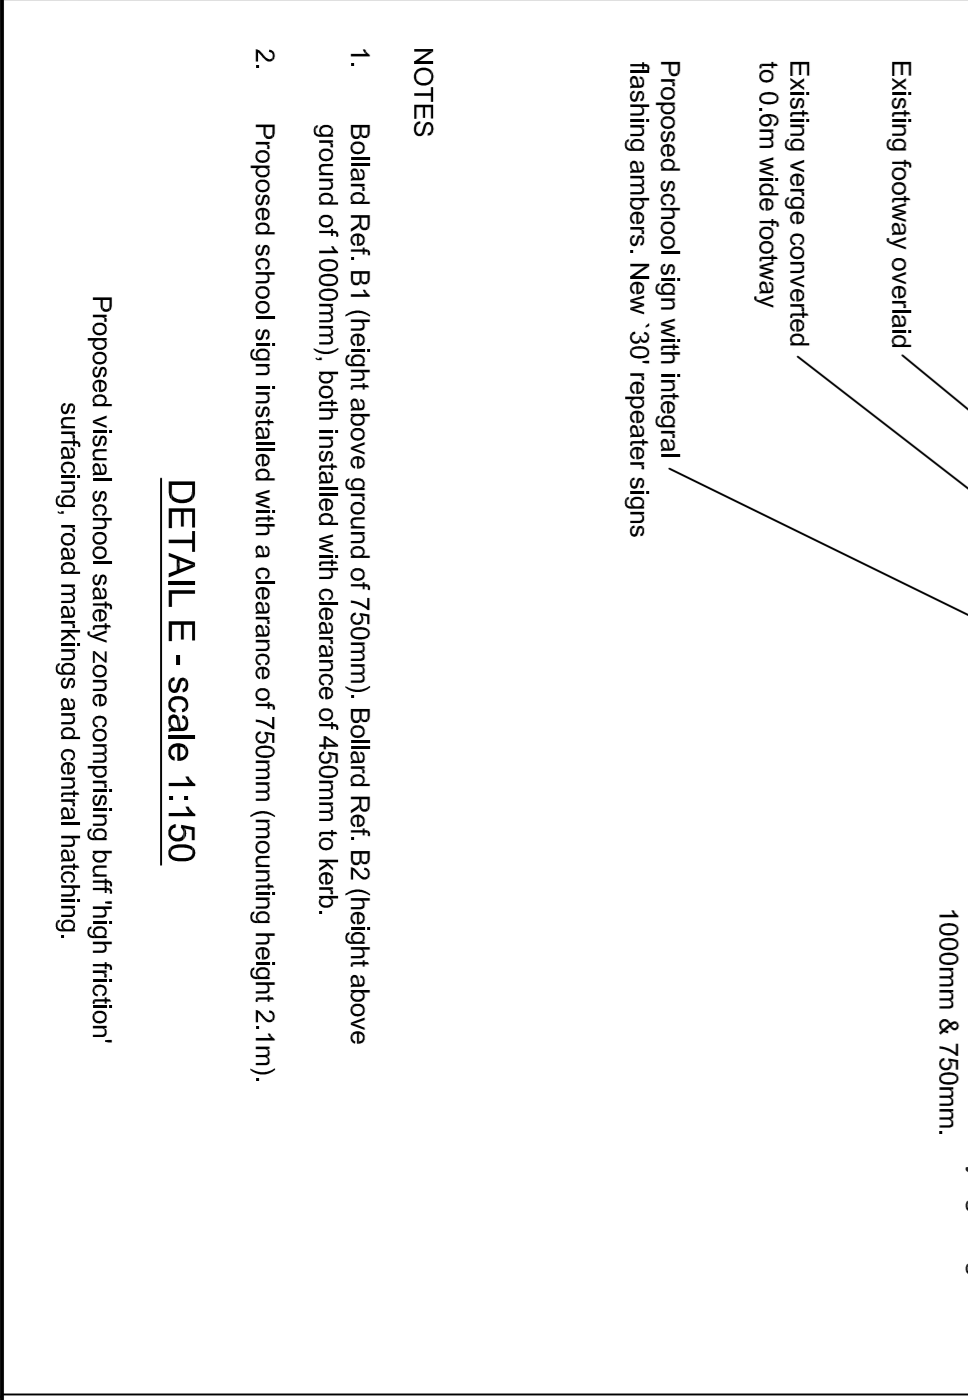 1000mm & 750mm.
Existing footway overlaid
Existing verge converted
to 0.6m wide footway
Proposed school sign with integral
flashing ambers. New `30' repeater signs
NOTES
1. Bollard Ref. B1 (height above ground of 750mm). Bollard Ref. B2 (height above
ground of 1000mm), both installed with clearance of 450mm to kerb.
2. Proposed school sign installed with a clearance of 750mm (mounting height 2.1m).
DETAIL E - scale 1:150
Proposed visual school safety zone comprising buff 'high friction'
surfacing, road markings and central hatching.